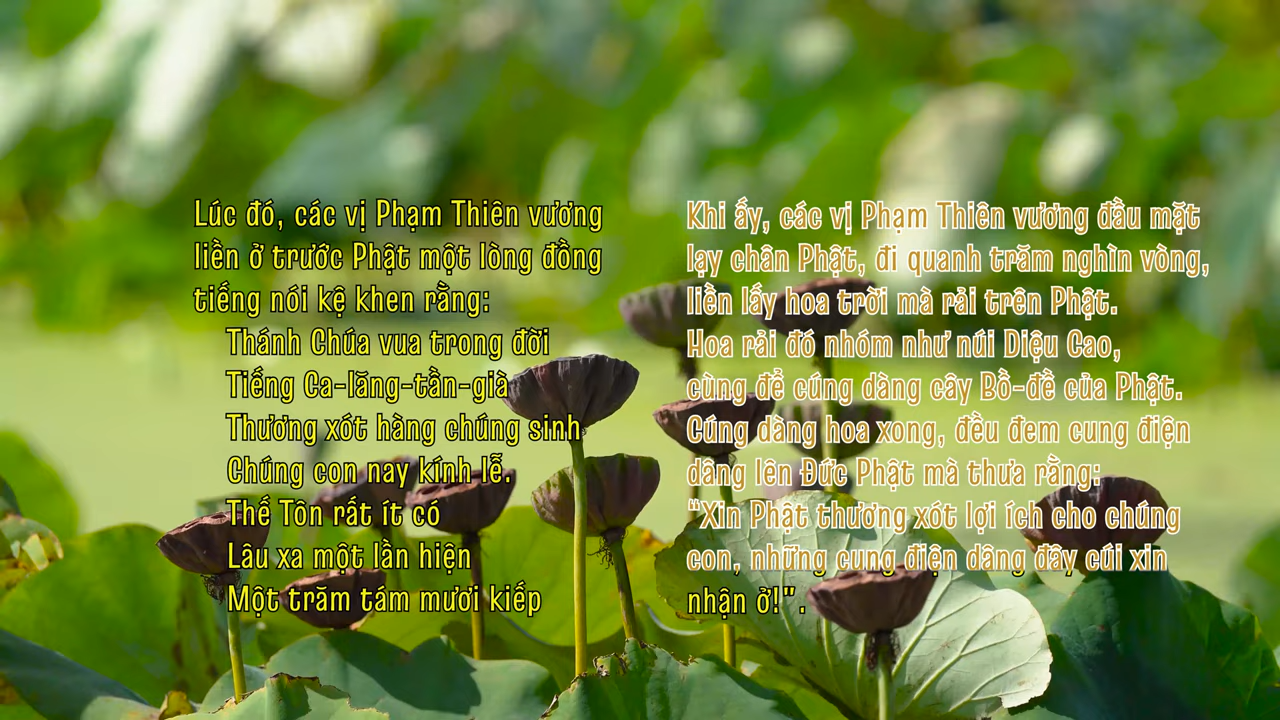 Lúc đó, các vị Phạm Thiên vương
liền ở trước Phật một lòng đồng
tiếng nói kệ khen rằng:
Thánh Chúa vua trong đời
Tiếng Ca-lăng-tần-già
Thương xót hàng chúng sinh
Chúng con nay kính lễ.
Thế Tôn rất ít có
Lâu xa một lần hiện
Một trăm tám mươi kiếp
Khi ấy, các vị Phạm Thiên vương đầu mặt
lạy chân Phật, đi quanh trăm nghìn vòng,
liền lấy hoa trời mà rải trên Phật.
Hoa rải đó nhóm như núi Diệu Cao,
cùng để cúng dàng cây Bồ-đề của Phật.
Cúng dàng hoa xong, đều đem cung điện
dâng lên Đức Phật mà thưa rằng:
“Xin Phật thương xót lợi ích cho chúng
con, những cung điện dâng đây cúi xin
nhận ở!”.